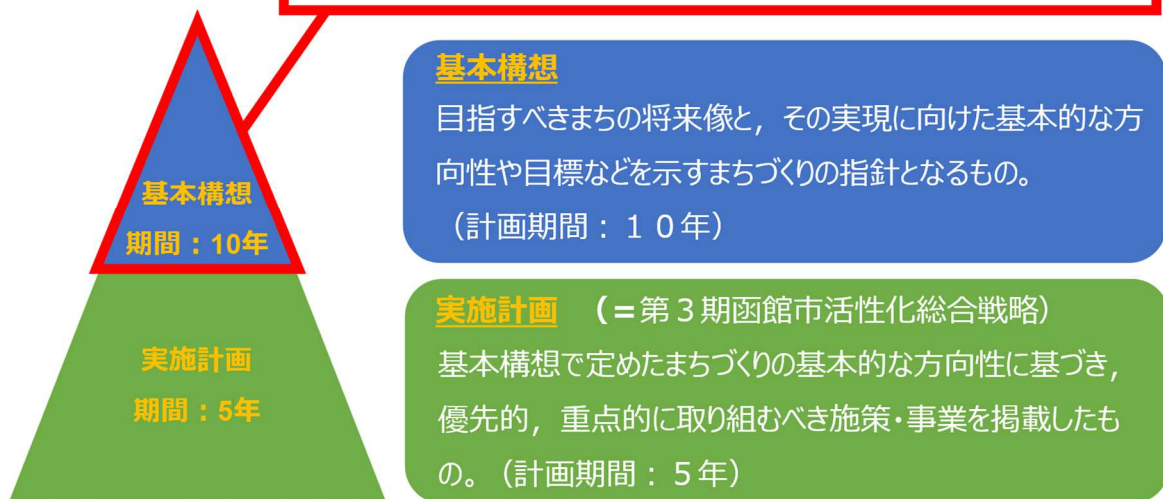 基本構想
期間：10年
実施計画
期間：5年
基本構想
目指すべきまちの将来像と，その実現に向けた基本的な方
向性や目標などを示すまちづくりの指針となるもの。
（計画期間：１０年）
実施計画　（＝第３期函館市活性化総合戦略）
基本構想で定めたまちづくりの基本的な方向性に基づき，
優先的，重点的に取り組むべき施策・事業を掲載したも
の。（計画期間：５年）